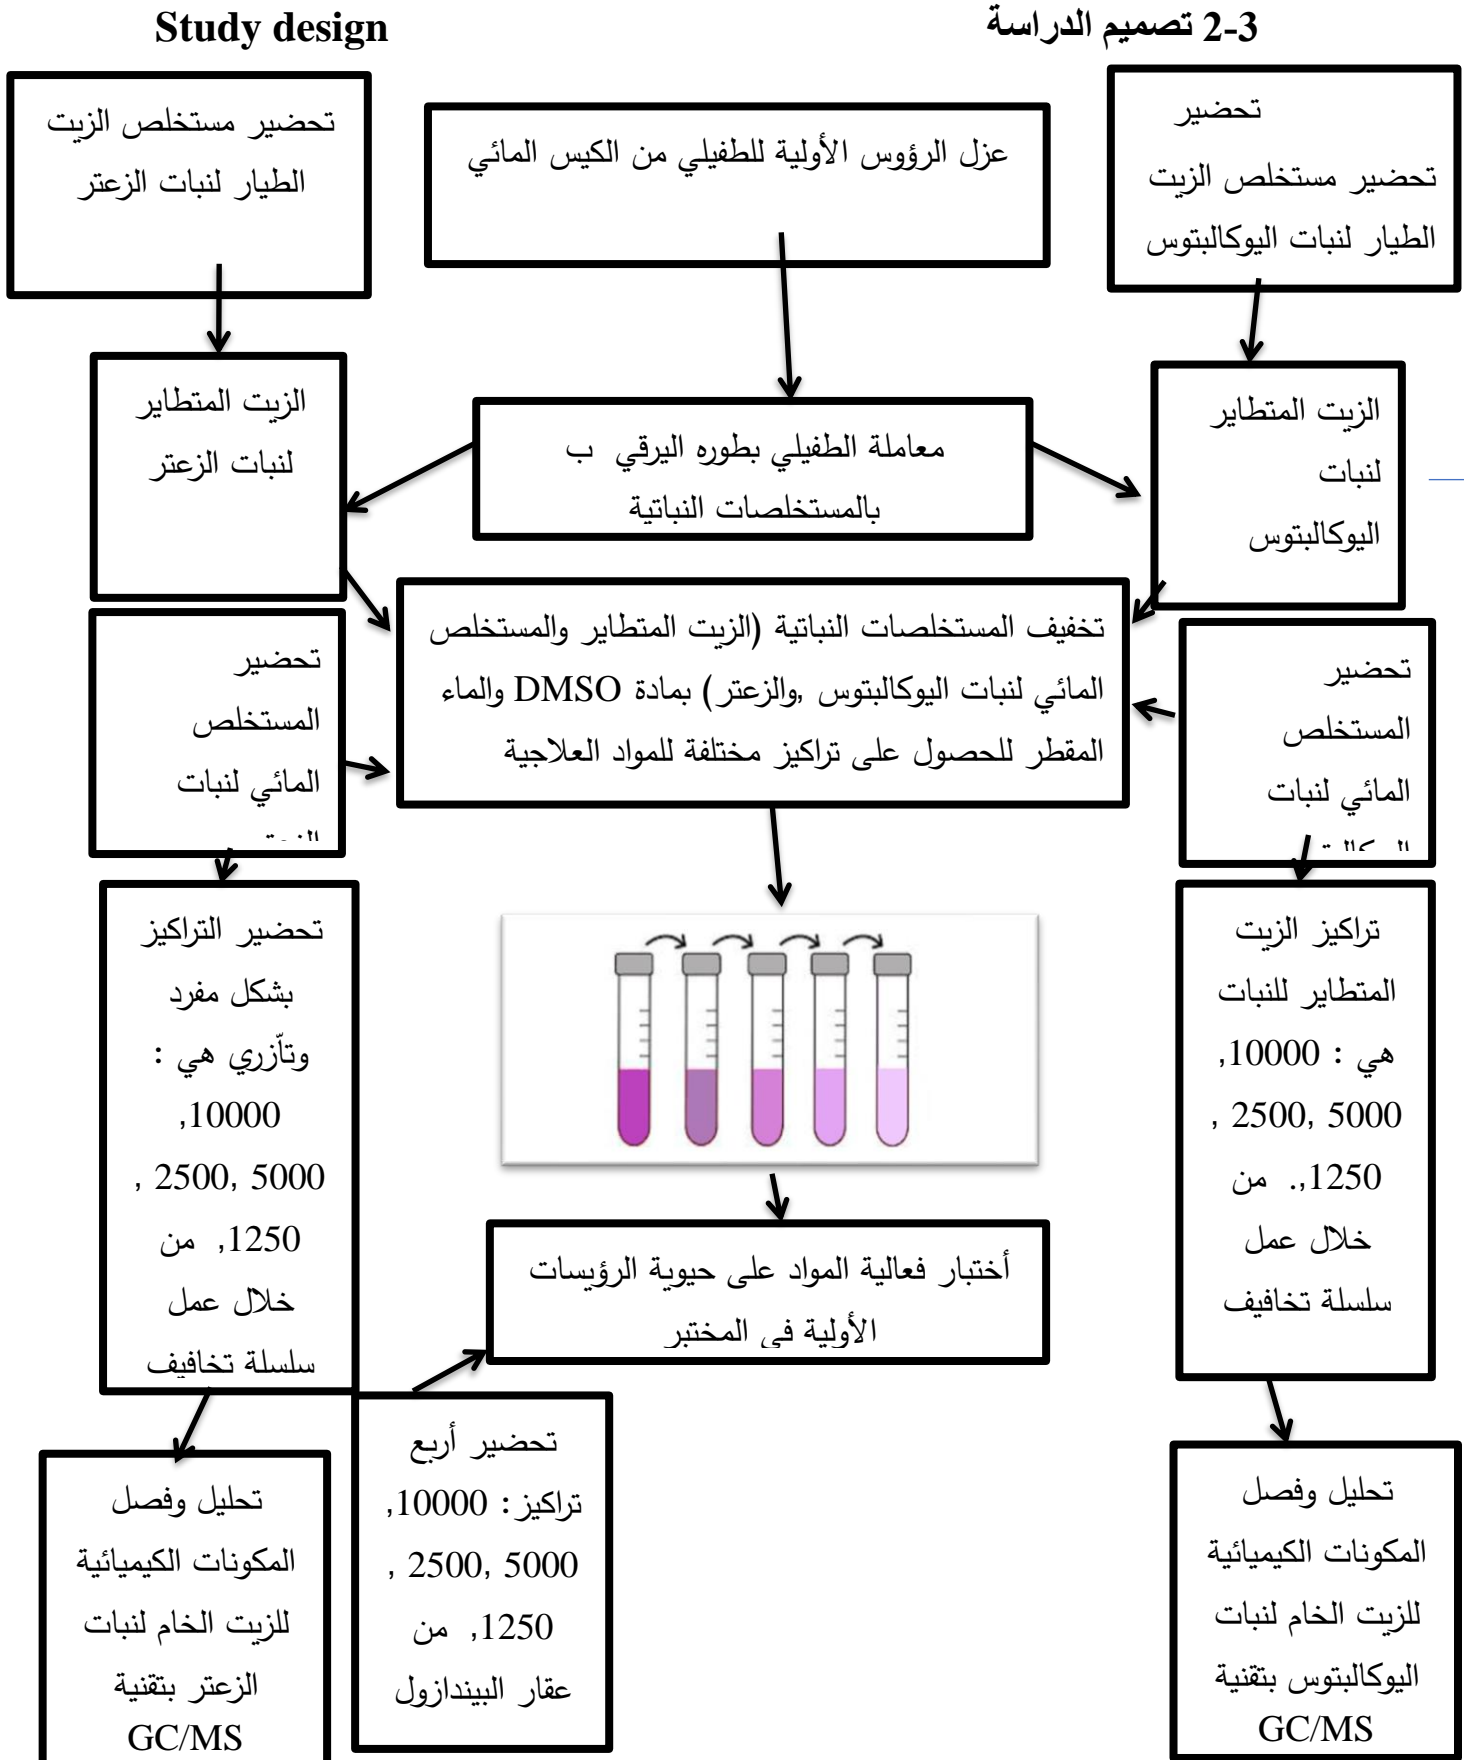 2-3 تصميم الدراسة
Study design
تحضير
تحضير مستخلص الزيت
الطيار لنبات اليوكالبتوس
عزل الرؤوس الأولية للطفيلي من الكيس المائي
تحضير مستخلص الزيت
الطيار لنبات الزعتر
الزيت المتطاير
لنبات
اليوكالبتوس
معاملة الطفيلي بطوره اليرقي ب
بالمستخلصات النباتية
الزيت المتطاير
لنبات الزعتر
تخفيف المستخلصات النباتية (الزيت المتطاير والمستخلص
المائي لنبات اليوكالبتوس ,والزعتر) بمادة DMSO والماء
المقطر للحصول على تراكيز مختلفة للمواد العلاجية
تحضير
المستخلص
المائي لنبات
تحضير
المستخلص
المائي لنبات
تراكيز الزيت
المتطاير للنبات
هي : 10000,
5000 ,2500 ,
1250,. من
خلال عمل
سلسلة تخافيف
تحضير التراكيز
بشكل مفرد
وتآّزري هي :
10000,
5000 ,2500 ,
1250, من
خلال عمل
سلسلة تخافيف
أختبار فعالية المواد على حيوية الرؤيسات
الأولية في المختبر
تحضير أربع
تراكيز : 10000,
5000 ,2500 ,
1250, من
عقار البيندازول
تحليل وفصل
المكونات الكيميائية
للزيت الخام لنبات
اليوكالبتوس بتقنية
GC/MS
تحليل وفصل
المكونات الكيميائية
للزيت الخام لنبات
الزعتر بتقنية
GC/MS